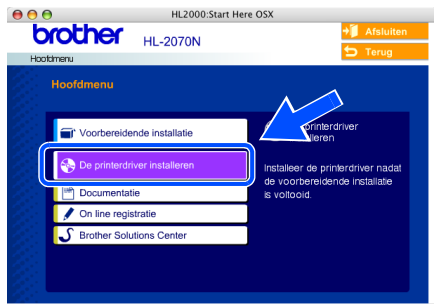 HL2000:Start Here OSX
brother HL-2070N
Afsluiten
Terug
Hoofdmenu
Hoofdmenu
Voorbereidende installatie
De printerdriver installeren
Documentatie
On line registratie
Brother Solutions Center
printerdriver
Installeer de printerdriver nadat
de voorbereidende installatie
is voltooid.